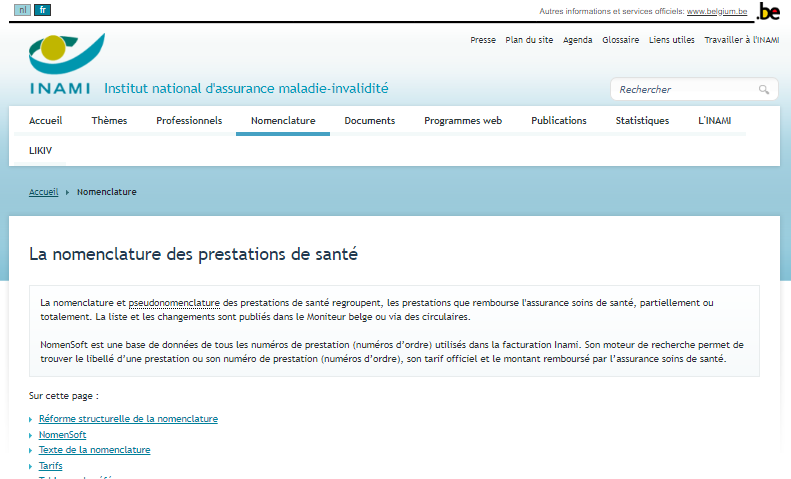 nl fr
Autres informations et services officiels: www.belgium.be .be
Presse Plan du site Agenda Glossaire Liens utiles Travailler à l'INAMI
INAMI Institut national d'assurance maladie-invalidité
Rechercher
Accueil Thèmes Professionnels Nomenclature Documents Programmes web Publications Statistiques L'INAMI
LIKIV
Accueil Nomenclature
La nomenclature des prestations de santé
La nomenclature et pseudonomenclature des prestations de santé regroupent, les prestations que rembourse l'assurance soins de santé, partiellement ou
totalement. La liste et les changements sont publiés dans le Moniteur belge ou via des circulaires.
NomenSoft est une base de données de tous les numéros de prestation (numéros d'ordre) utilisés dans la facturation Inami. Son moteur de recherche permet de
trouver le libellé d'une prestation ou son numéro de prestation (numéros d'ordre), son tarif officiel et le montant remboursé par l'assurance soins de santé.
Sur cette page :
Réforme structurelle de la nomenclature
NomenSoft
Texte de la nomenclature
Tarifs